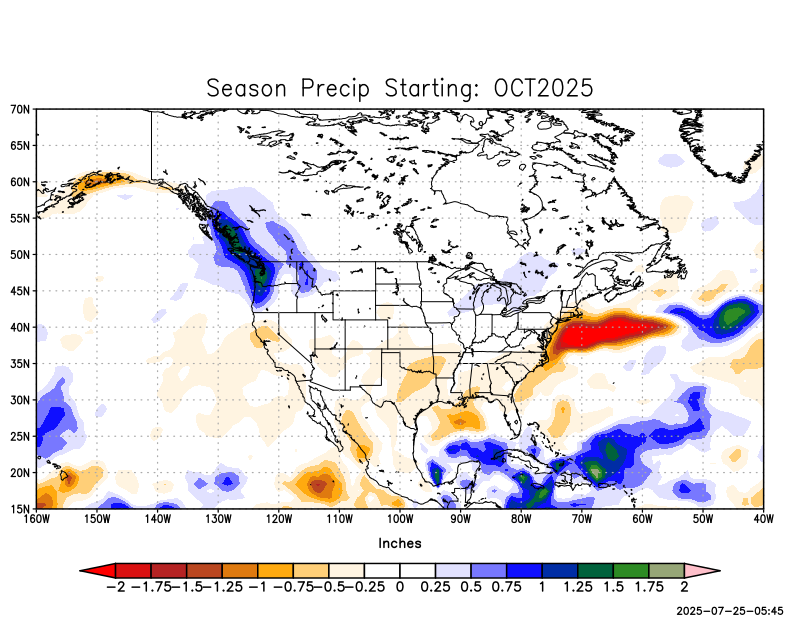 Season Precip Starting: OCT2025
70N
65N
60N
55N
50N
45N
40N
35N
30N
25N
20N
15N
160W 150W 140W 130W 120W 110W 100W 90W 80W 70W 60W 50W 40W
Inches
-2 -1.75 -1.5 -1.25 -1 -0.75 -0.5 -0.25 0 0.25 0.5 0.75 1 1.25 1.5 1.75 2
2025-07-25-05:45